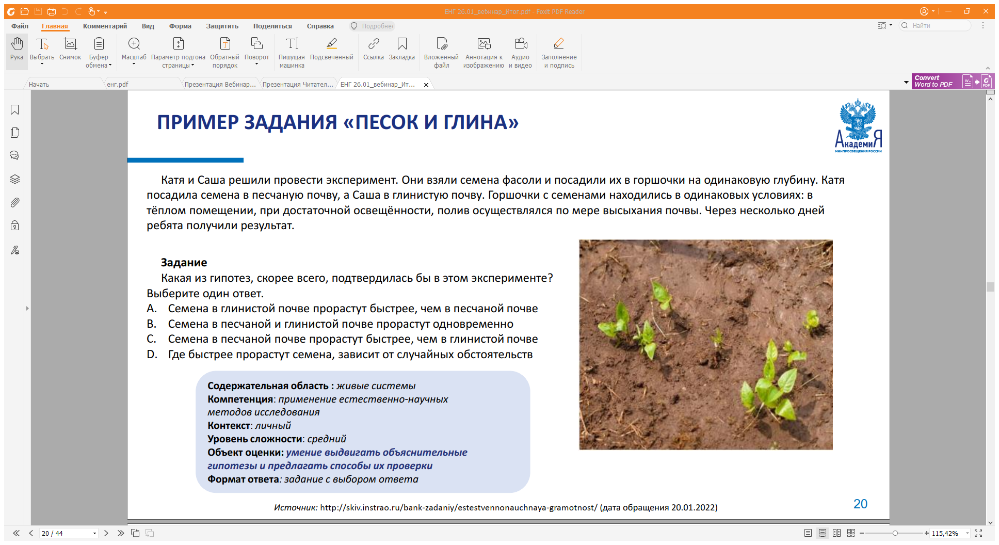 ЕНГ 26.01_вебинар_Итог.pdf - Foxit PDF Reader
Файл Главная Комментарий Вид Форма Защитить Поделиться Справка Подробнее Найти
Рука Выбрать Снимок Буфер обмена Масштаб Параметр подгона страницы Обратный порядок Поворот Пишущая машинка Подсвеченный Ссылка Закладка Вложенный файл Аннотация к изображению Аудио и видео Заполнение и подпись
Начать енг.pdf Презентация Вебинар... Презентация Читател... ЕНГ 26.01_вебинар_Ит...
Convert
Word to PDF
ПРИМЕР ЗАДАНИЯ «ПЕСОК И ГЛИНА»
АкадемиЯ
МИНПРОСВЕЩЕНИЯ РОССИИ
Катя и Саша решили провести эксперимент. Они взяли семена фасоли и посадили их в горшочки на одинаковую глубину. Катя
посадила семена в песчаную почву, а Саша в глинистую почву. Горшочки с семенами находились в одинаковых условиях: в
тёплом помещении, при достаточной освещённости, полив осуществлялся по мере высыхания почвы. Через несколько дней
ребята получили результат.
Задание
Какая из гипотез, скорее всего, подтвердилась бы в этом эксперименте?
Выберите один ответ.
A. Семена в глинистой почве прорастут быстрее, чем в песчаной почве
B. Семена в песчаной и глинистой почве прорастут одновременно
C. Семена в песчаной почве прорастут быстрее, чем в глинистой почве
D. Где быстрее прорастут семена, зависит от случайных обстоятельств
Содержательная область : живые системы
Компетенция: применение естественно-научных
методов исследования
Контекст: личный
Уровень сложности: средний
Объект оценки: умение выдвигать объяснительные
гипотезы и предлагать способы их проверки
Формат ответа: задание с выбором ответа
Источник: http://skiv.instrao.ru/bank-zadaniy/estestvennonauchnaya-gramotnost/ (дата обращения 20.01.2022)
20
20 / 44
115,42%